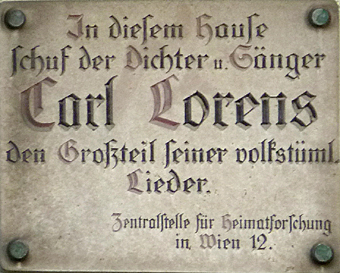 In diesem Hause
schuf der Dichter u. Sänger
Carl Lorens
den Großteil seiner volkstüml.
Lieder.
Zentralstelle für Heimatforschung
in Wien 12.